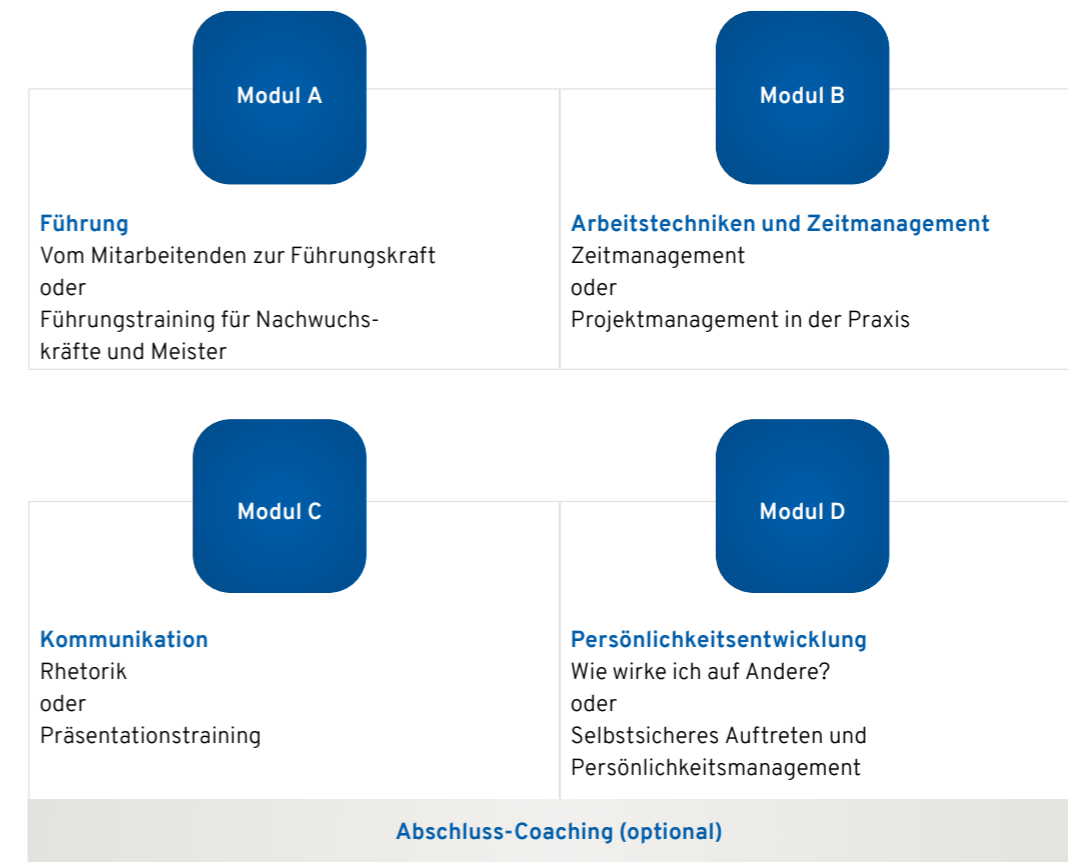 Modul A
Führung
Vom Mitarbeitenden zur Führungskraft
oder
Führungstraining für Nachwuchs-
kräfte und Meister
Modul B
Arbeitstechniken und Zeitmanagement
Zeitmanagement
oder
Projektmanagement in der Praxis
Modul C
Kommunikation
Rhetorik
oder
Präsentationstraining
Modul D
Persönlichkeitsentwicklung
Wie wirke ich auf Andere?
oder
Selbstsicheres Auftreten und
Persönlichkeitsmanagement
Abschluss-Coaching (optional)